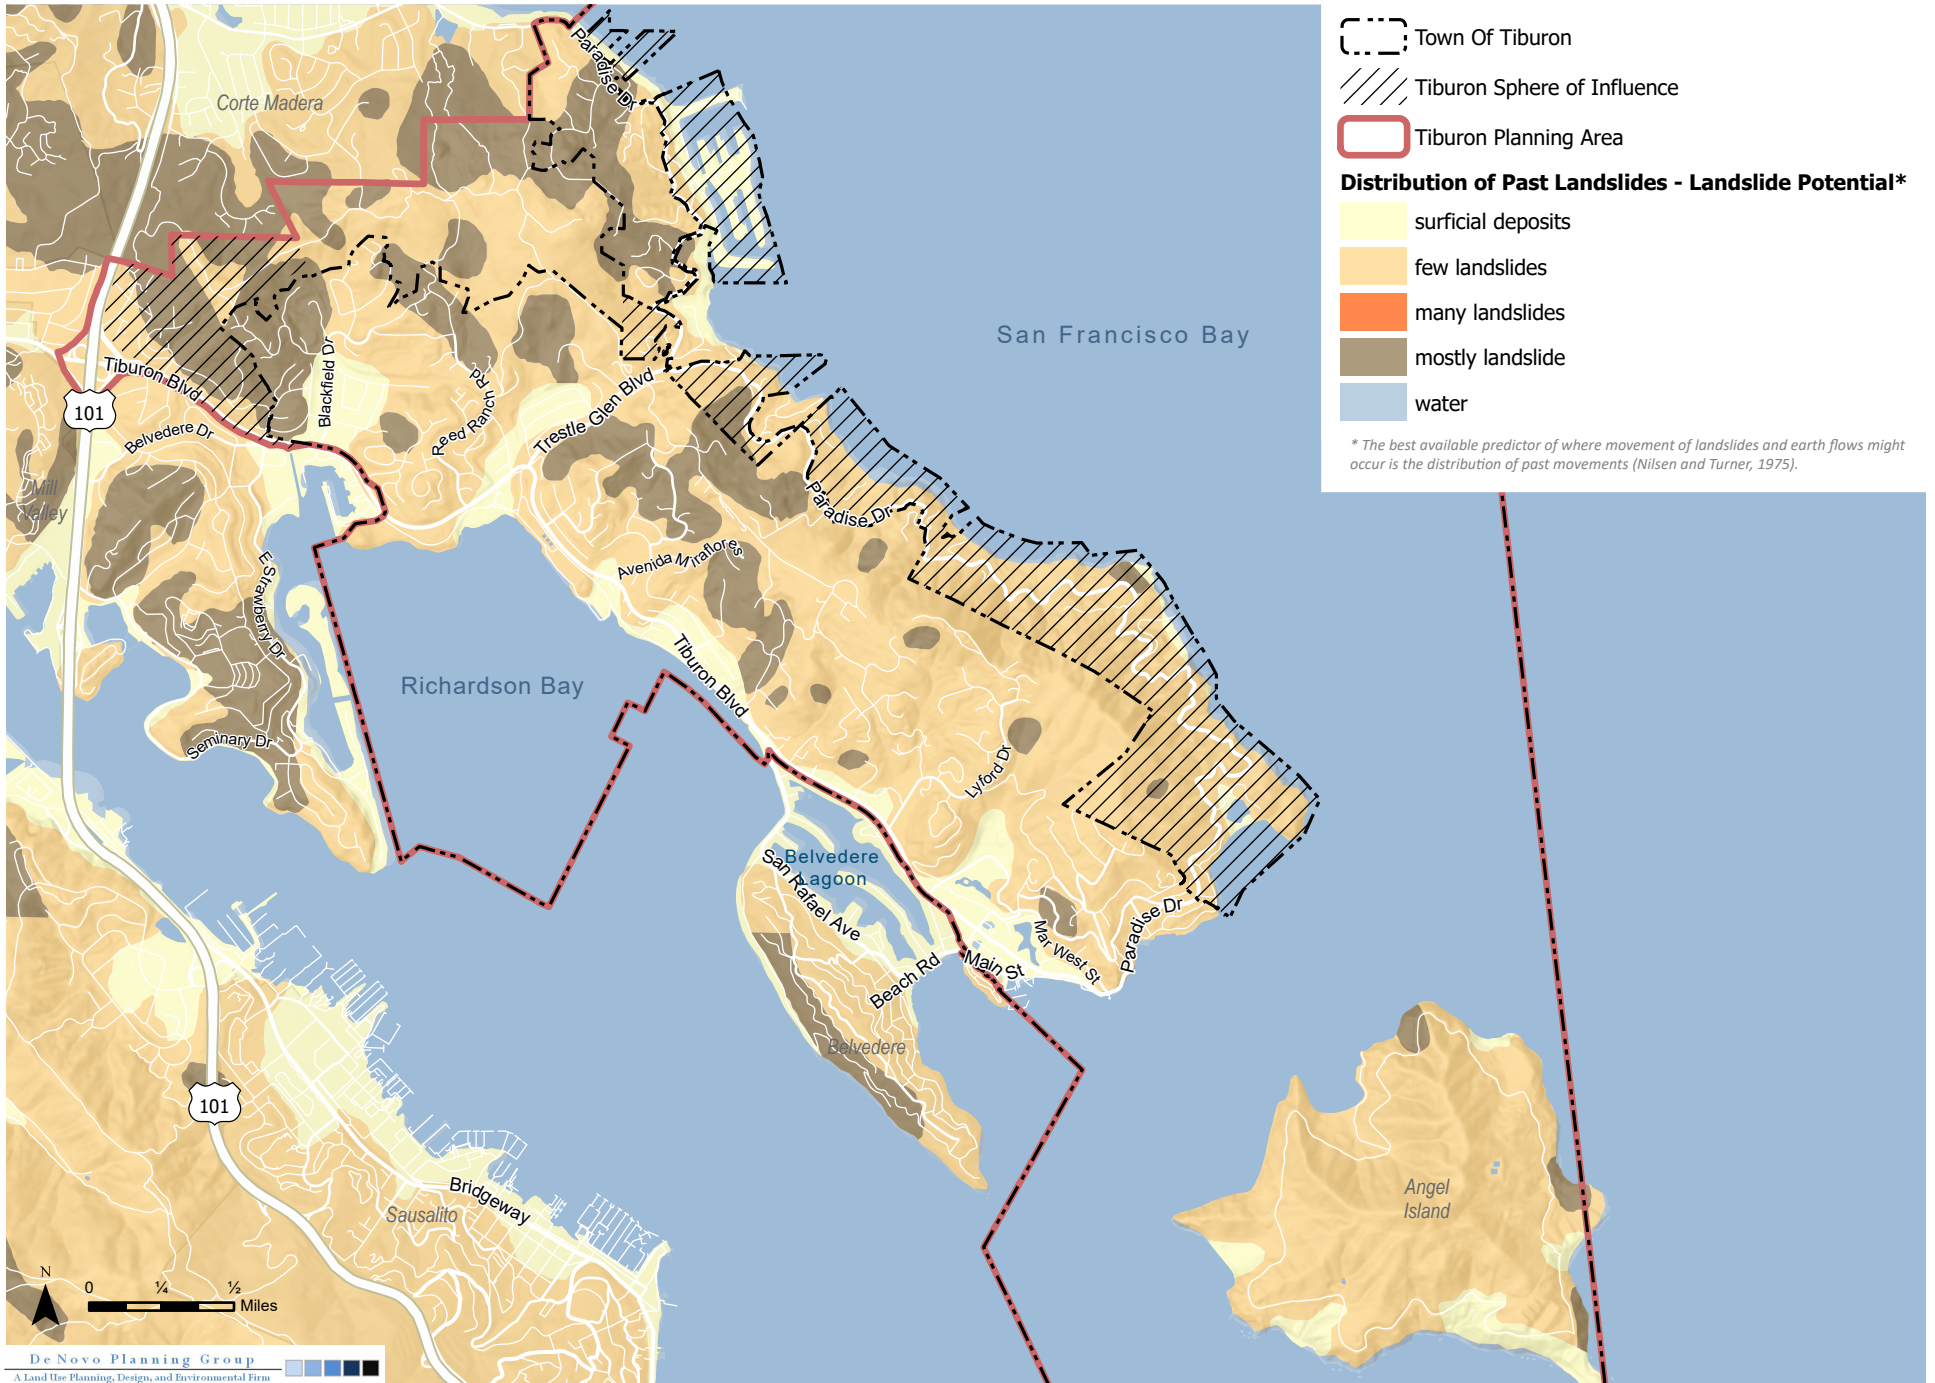 Town Of Tiburon
Tiburon Sphere of Influence
Tiburon Planning Area
Distribution of Past Landslides - Landslide Potential*
surficial deposits
few landslides
many landslides
mostly landslide
water
* The best available predictor of where movement of landslides and earth flows might
occur is the distribution of past movements (Nilsen and Turner, 1975).
Paradise Dr
Corte Madera
San Francisco Bay
Tiburon Blvd
101
Belvedere Dr
Blackfield Dr
Reed Ranch Rd
Trestle Glen Blvd
Mill
Valley
Paradise Dr
E Strawberry Dr
Avenida Miraflores
Richardson Bay
Tiburon Blvd
Seminary Dr
Lyford Dr
Belvedere
Lagoon
San Rafael Ave
Paradise Dr
Mar West St
Main St
Beach Rd
Belvedere
101
Angel
Island
Bridgeway
Sausalito
N
0 ¼ ½
Miles
De Novo Planning Group
A Land Use Planning, Design, and Environmental Firm